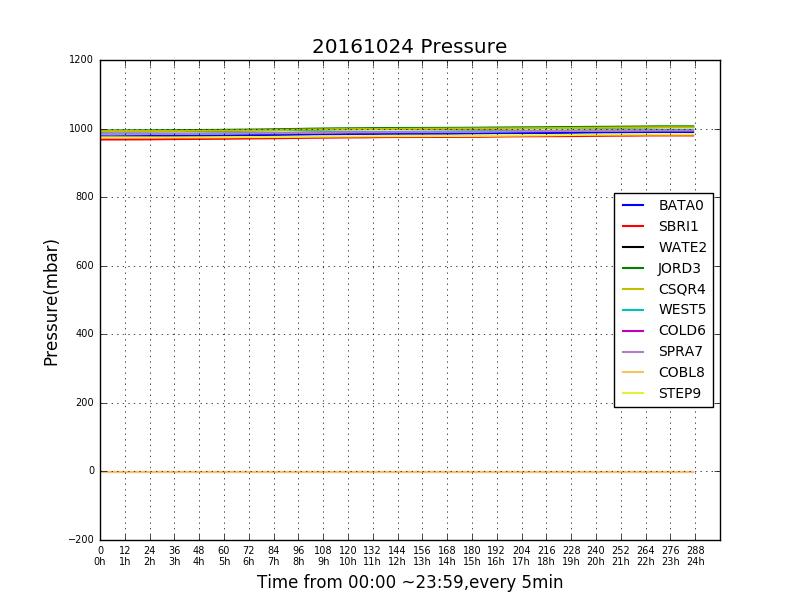 20161024 Pressure
1200
1000
800
600
400
200
0
−200
Pressure(mbar)
BATA0
SBRI1
WATE2
JORD3
CSQR4
WEST5
COLD6
SPRA7
COBL8
STEP9
0 12 24 36 48 60 72 84 96 108 120 132 144 156 168 180 192 204 216 228 240 252 264 276 288
0h 1h 2h 3h 4h 5h 6h 7h 8h 9h 10h 11h 12h 13h 14h 15h 16h 17h 18h 19h 20h 21h 22h 23h 24h
Time from 00:00 ~23:59,every 5min